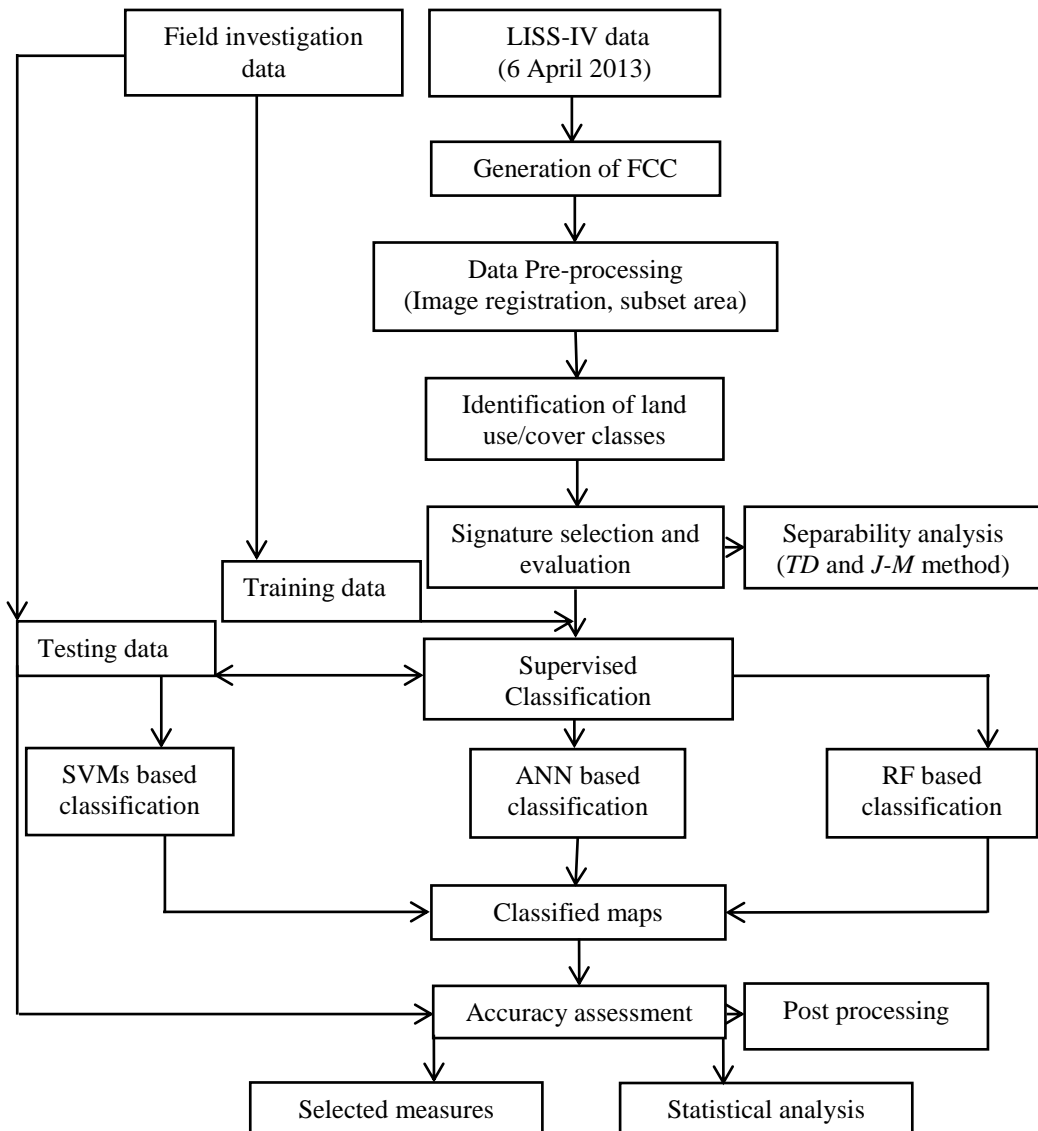 Field investigation
data
LISS-IV data
(6 April 2013)
Generation of FCC
Data Pre-processing
(Image registration, subset area)
Identification of land
use/cover classes
Signature selection and
evaluation
Separability analysis
(TD and J-M method)
Training data
Testing data
Supervised
Classification
SVMs based
classification
ANN based
classification
RF based
classification
Classified maps
Accuracy assessment
Post processing
Selected measures
Statistical analysis